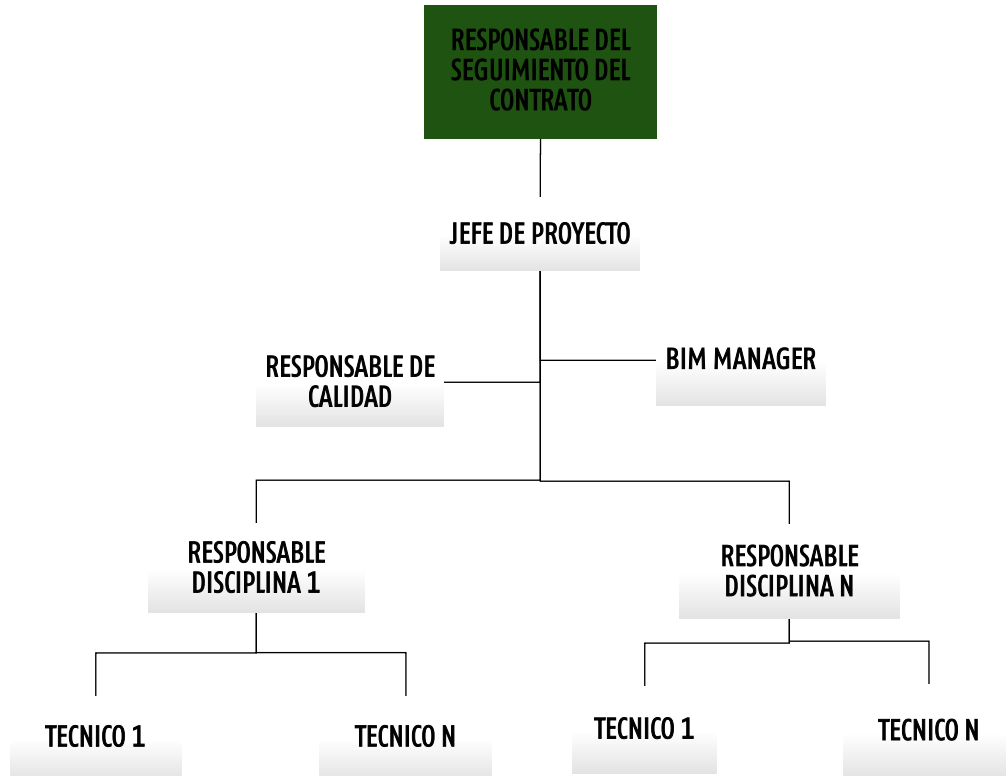 RESPONSABLE DEL
SEGUIMIENTO DEL
CONTRATO
JEFE DE PROYECTO
RESPONSABLE DE
CALIDAD
BIM MANAGER
RESPONSABLE
DISCIPLINA 1
RESPONSABLE
DISCIPLINA N
TECNICO 1
TECNICO N
TECNICO 1
TECNICO N